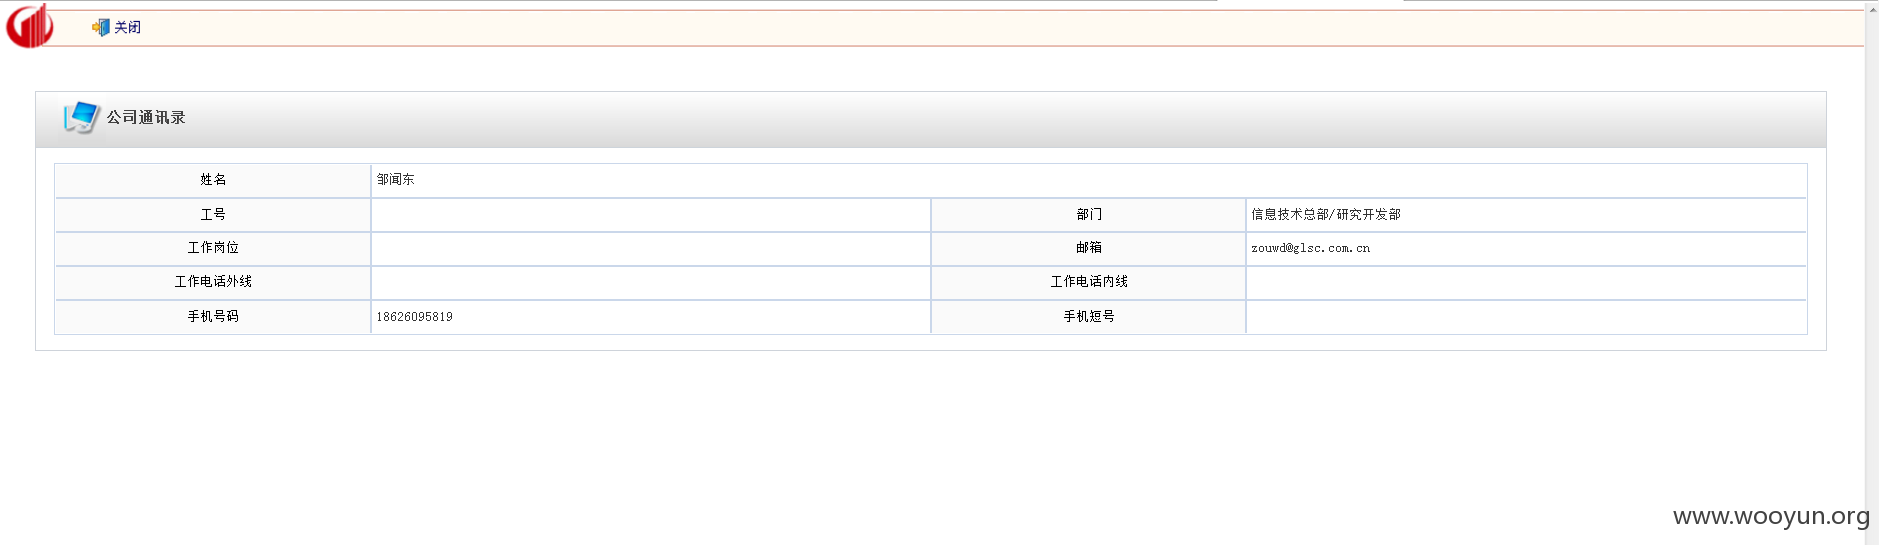 关闭
公司通讯录
姓名 邹闻东
工号 部门 信息技术总部/研究开发部
工作岗位 邮箱 zouwd@glsc.com.cn
工作电话外线 工作电话内线
手机号码 18626095819 手机短号
www.wooyun.org